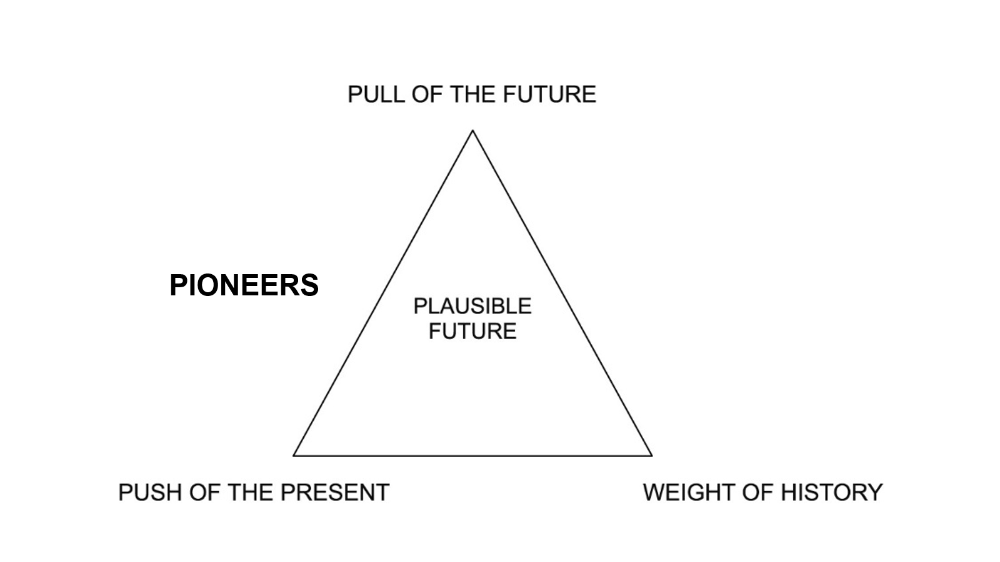 PULL OF THE FUTURE
PIONEERS
PLAUSIBLE
FUTURE
PUSH OF THE PRESENT
WEIGHT OF HISTORY